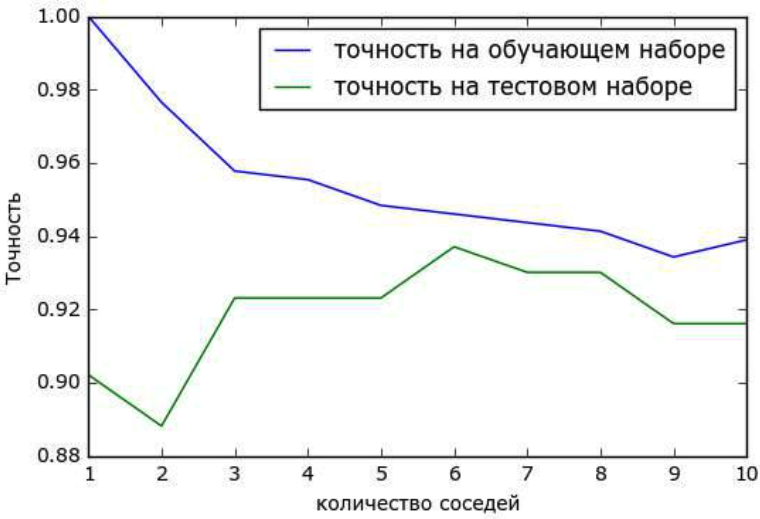 1.00
0.98
0.96
0.94
0.92
0.90
0.88
Точность
точность на обучающем наборе
точность на тестовом наборе
1 2 3 4 5 6 7 8 9 10
количество соседей